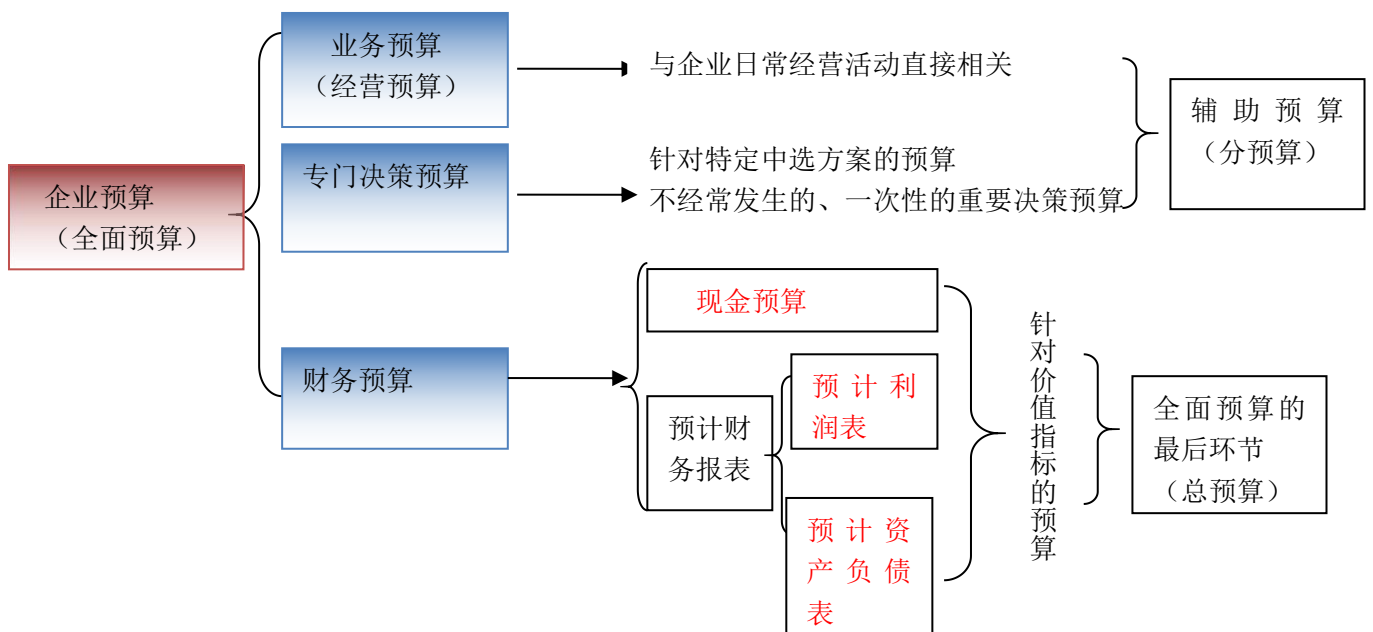 企业预算
（全面预算）
业务预算
（经营预算）
与企业日常经营活动直接相关
专门决策预算
针对特定中选方案的预算
不经常发生的、一次性的重要决策预算
辅助预算
（分预算）
财务预算
现金预算
预计财
务报表
预计利
润表
预计资
产负债
表
针对价值指标的预算
全面预算的
最后环节
（总预算）